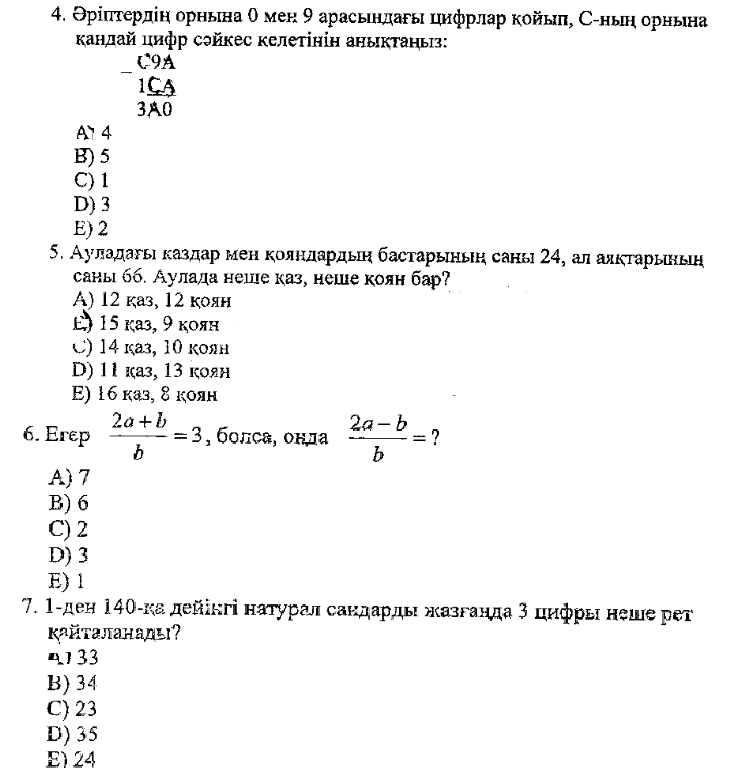 4. Әріптердің орнына 0 мен 9 арасындағы цифрлар қойып, С-ның орнына
қандай цифр сәйкес келетінін анықтаңыз:
_ С9А
1СА
3А0
A) 4
B) 5
C) 1
D) 3
E) 2
5. Ауладағы каздар мен қояндардың бастарының саны 24, ал аяқтарының
саны 66. Аулада неше қаз, неше қоян бар?
A) 12 қаз, 12 қоян
B) 15 қаз, 9 қоян
C) 14 қаз, 10 қоян
D) 11 қаз, 13 қоян
E) 16 қаз, 8 қоян
6. Егер (2a + b)/b = 3, болса, онда (2a − b)/b = ?
A) 7
B) 6
C) 2
D) 3
E) 1
7. 1-ден 140-қа дейінгі натурал сандарды жазғанда 3 цифры неше рет
қайталанады?
A) 33
B) 34
C) 23
D) 35
E) 24